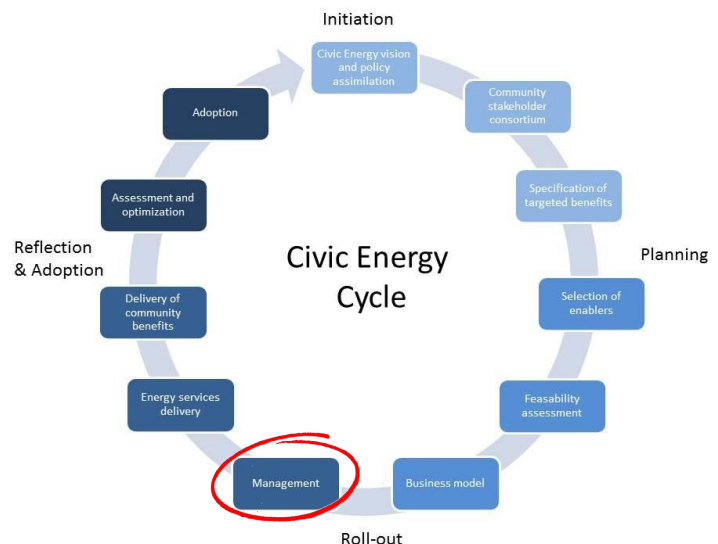 Initiation
Civic Energy vision
and policy
assimilation
Community
stakeholder
consortium
Specification of
targeted benefits
Planning
Selection of
enablers
Feasability
assessment
Business model
Roll-out
Management
Energy services
delivery
Delivery of
community
benefits
Reflection
& Adoption
Assessment and
optimization
Adoption
Civic Energy
Cycle